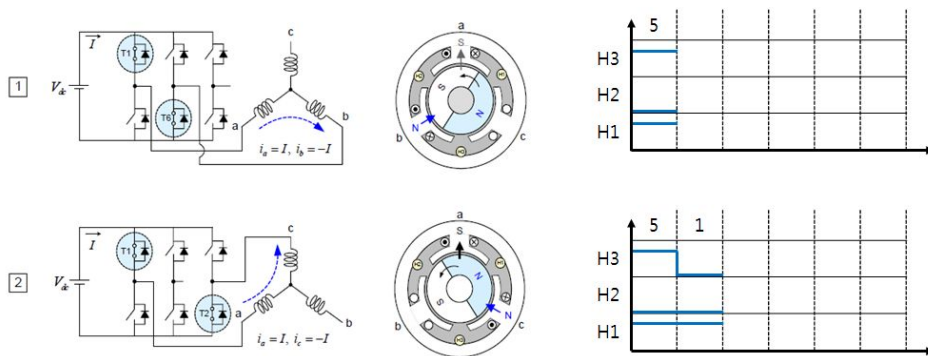 1
I
V_dc
T1
T6
c
a
b
i_a = I, i_b = -I
a
S
S
N
N
b
c
5
H3
H2
H1
2
I
V_dc
T1
T2
c
a
b
i_a = I, i_c = -I
a
S
S
N
N
b
c
5 1
H3
H2
H1